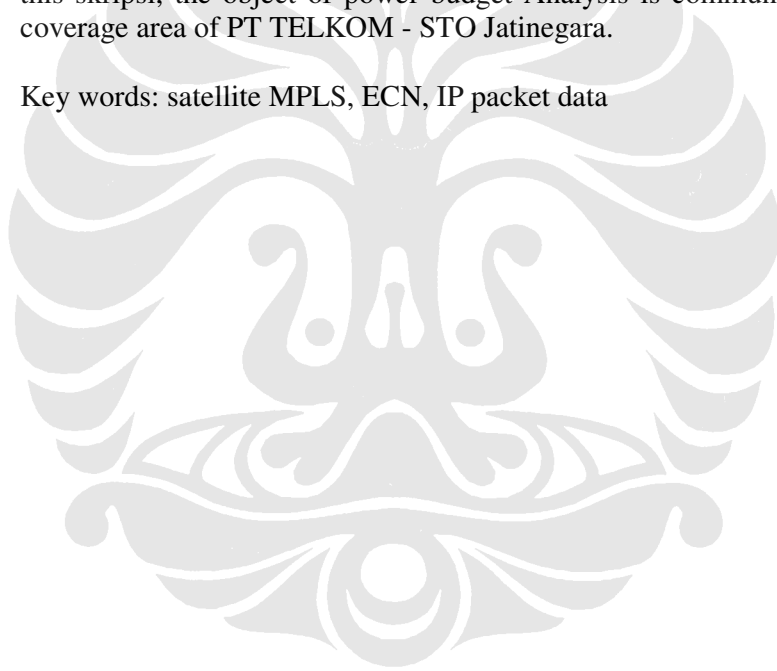 this skripsi, the object of power budget Analysis is
coverage area of PT TELKOM - STO Jatinegara.
Key words: satellite MPLS, ECN, IP packet data